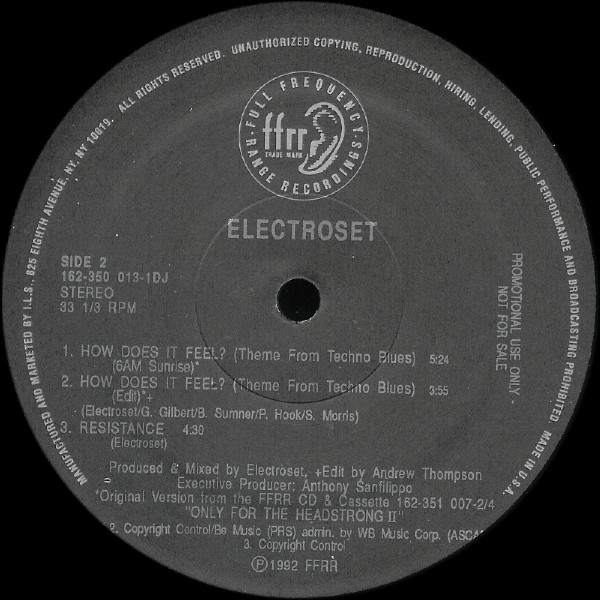 MANUFACTURED AND MARKETED BY I.L.S., 825 EIGHTH AVENUE, NY, NY 10019. ALL RIGHTS RESERVED. UNAUTHORIZED COPYING, REPRODUCTION, HIRING, LENDING, PUBLIC PERFORMANCE AND BROADCASTING PROHIBITED. MADE IN U.S.A.
·FULL FREQUENCY·
ffrr
TRADE MARK
RANGE RECORDINGS
ELECTROSET
SIDE 2
162-350 013-1DJ
STEREO
33 1/3 RPM
PROMOTIONAL USE ONLY
NOT FOR SALE
1. HOW DOES IT FEEL? (Theme From Techno Blues) 5:24
(6AM Sunrise)*
2. HOW DOES IT FEEL? (Theme From Techno Blues) 3:55
(Edit)*+
(Electroset/G. Gilbert/B. Sumner/P. Hook/S. Morris)
3. RESISTANCE 4:30
(Electroset)
Produced & Mixed by Electroset, +Edit by Andrew Thompson
Executive Producer; Anthony Sanfilippo
*Original Version from the FFRR CD & Cassette 162-351 007-2/4
"ONLY FOR THE HEADSTRONG II"
2. Copyright Control/Be Music (PRS) admin. by WB Music Corp. (ASCA
3. Copyright Control
Ⓟ1992 FFRR